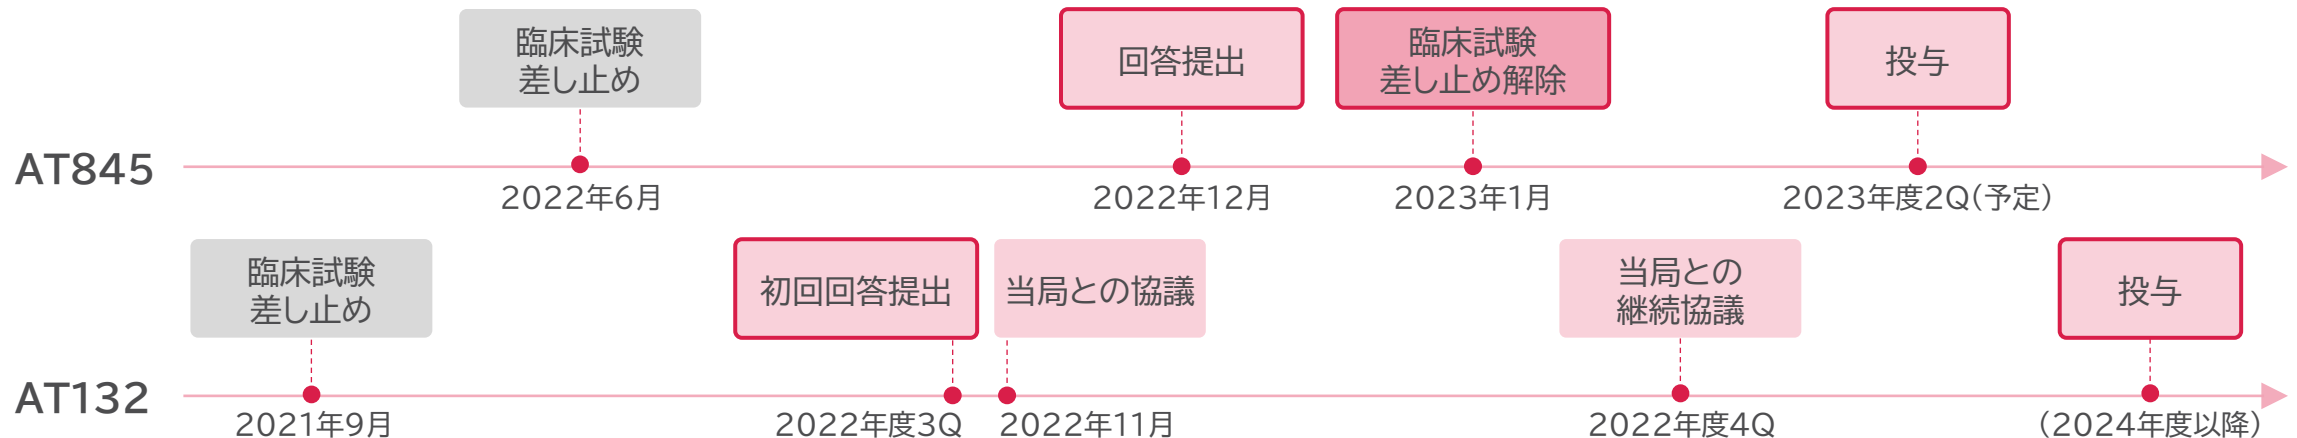 臨床試験
差し止め
回答提出
臨床試験
差し止め解除
投与
AT845
2022年6月
2022年12月
2023年1月
2023年度2Q(予定)
臨床試験
差し止め
初回回答提出
当局との協議
当局との
継続協議
投与
AT132
2021年9月
2022年度3Q
2022年11月
2022年度4Q
(2024年度以降)